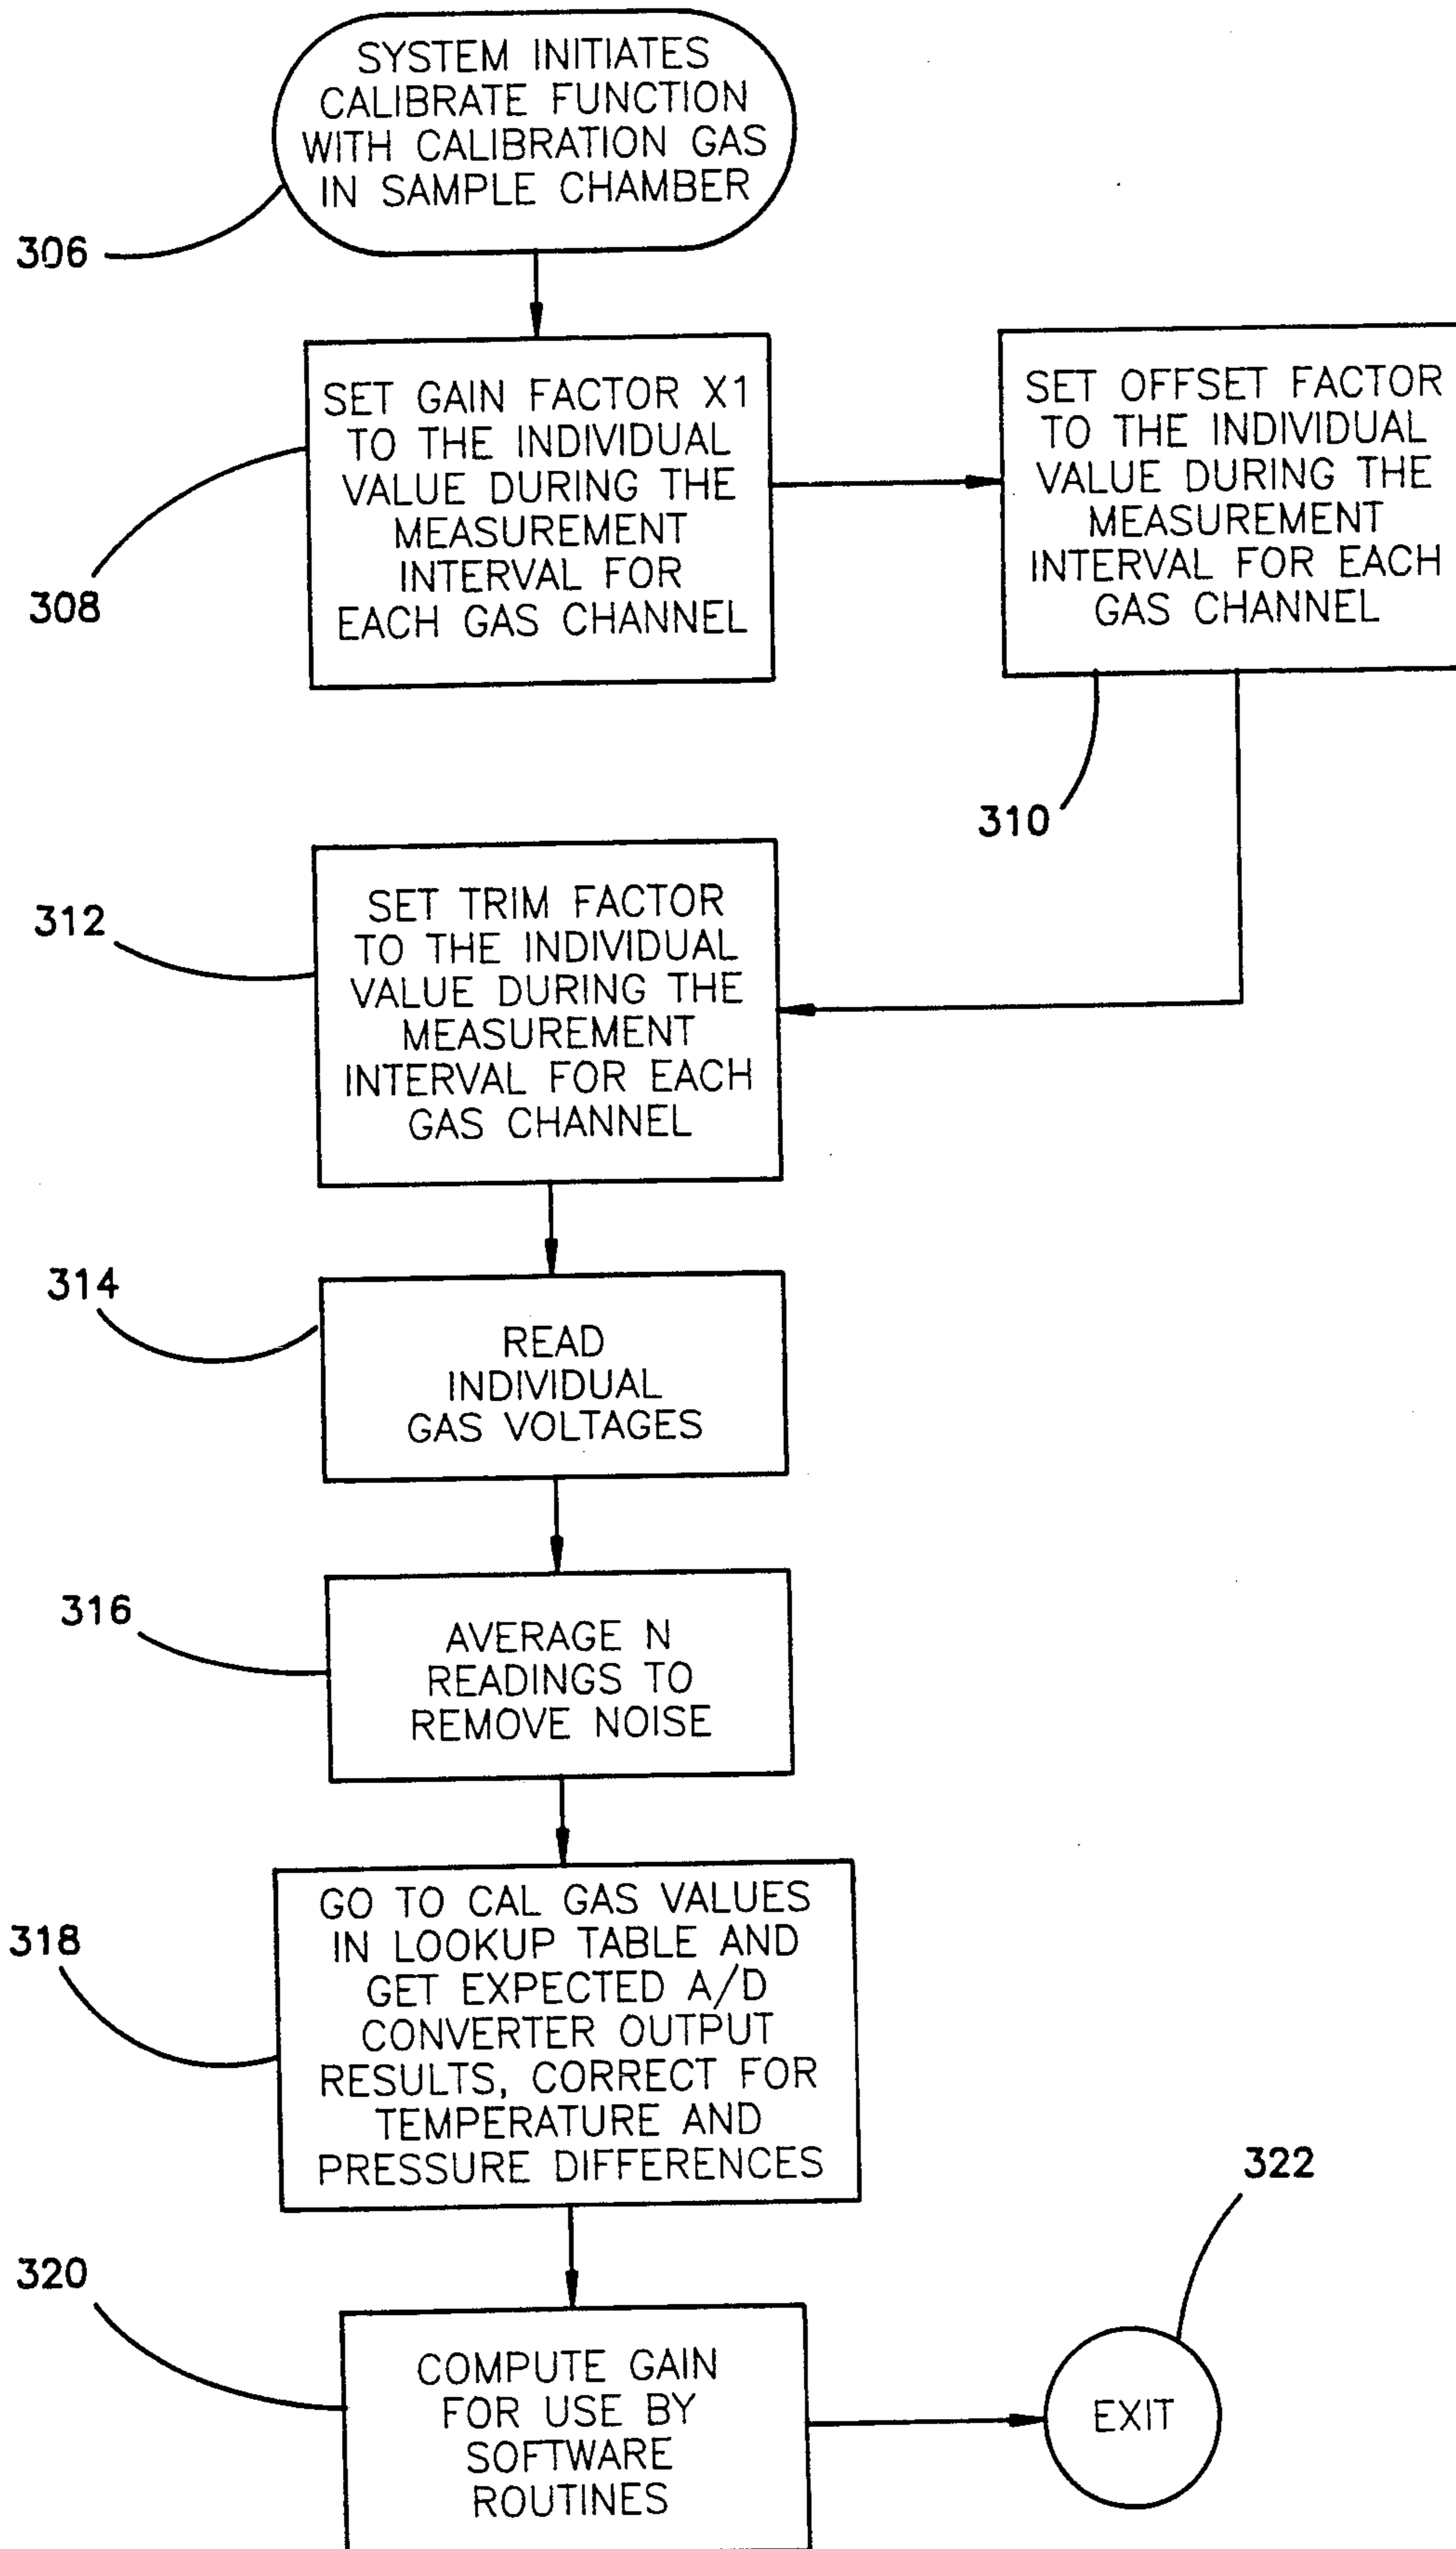 SYSTEM INITIATES
CALIBRATE FUNCTION
WITH CALIBRATION GAS
IN SAMPLE CHAMBER
306
SET GAIN FACTOR X1
TO THE INDIVIDUAL
VALUE DURING THE
MEASUREMENT
INTERVAL FOR
EACH GAS CHANNEL
308
SET OFFSET FACTOR
TO THE INDIVIDUAL
VALUE DURING THE
MEASUREMENT
INTERVAL FOR EACH
GAS CHANNEL
310
312
SET TRIM FACTOR
TO THE INDIVIDUAL
VALUE DURING THE
MEASUREMENT
INTERVAL FOR EACH
GAS CHANNEL
314
READ
INDIVIDUAL
GAS VOLTAGES
316
AVERAGE N
READINGS TO
REMOVE NOISE
318
GO TO CAL GAS VALUES
IN LOOKUP TABLE AND
GET EXPECTED A/D
CONVERTER OUTPUT
RESULTS, CORRECT FOR
TEMPERATURE AND
PRESSURE DIFFERENCES
320
COMPUTE GAIN
FOR USE BY
SOFTWARE
ROUTINES
322
EXIT